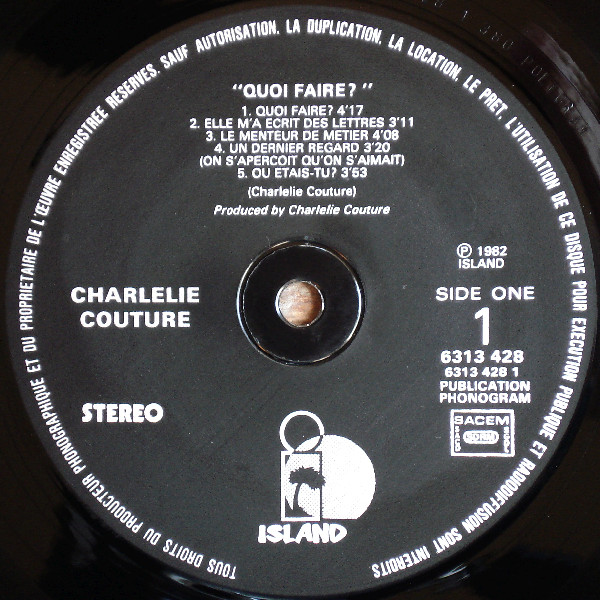 TOUS DROITS DU PRODUCTEUR PHONOGRAPHIQUE ET DU PROPRIETAIRE DE L'ŒUVRE ENREGISTREE RESERVES. SAUF AUTORISATION, LA DUPLICATION, LA LOCATION, LE PRET, L'UTILISATION DE CE DISQUE POUR EXECUTION PUBLIQUE ET RADIODIFFUSION SONT INTERDITS
"QUOI FAIRE?"
1. QUOI FAIRE? 4'17
2. ELLE M'A ECRIT DES LETTRES 3'11
3. LE MENTEUR DE METIER 4'08
4. UN DERNIER REGARD 3'20
(ON S'APERCOIT QU'ON S'AIMAIT)
5. OU ETAIS-TU? 3'53
(Charlelie Couture)
Produced by Charlelie Couture
℗ 1982
ISLAND
CHARLELIE
COUTURE
SIDE ONE
1
6313 428
6313 428 1
PUBLICATION
PHONOGRAM
STEREO
SACEM
SDRM
ISLAND